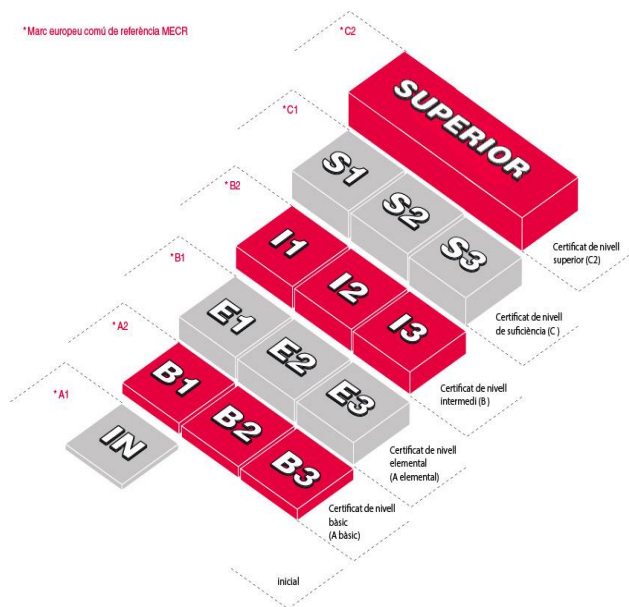 *Marc europeu comú de referència MECR
*C2
SUPERIOR
*C1
S1
S2
S3
Certificat de nivell
superior (C2)
*B2
I1
I2
I3
Certificat de nivell
de suficiència (C )
*B1
E1
E2
E3
Certificat de nivell
intermedi (B )
*A2
B1
B2
B3
Certificat de nivell
elemental
(A elemental)
*A1
IN
Certificat de nivell
bàsic
(A bàsic)
inicial